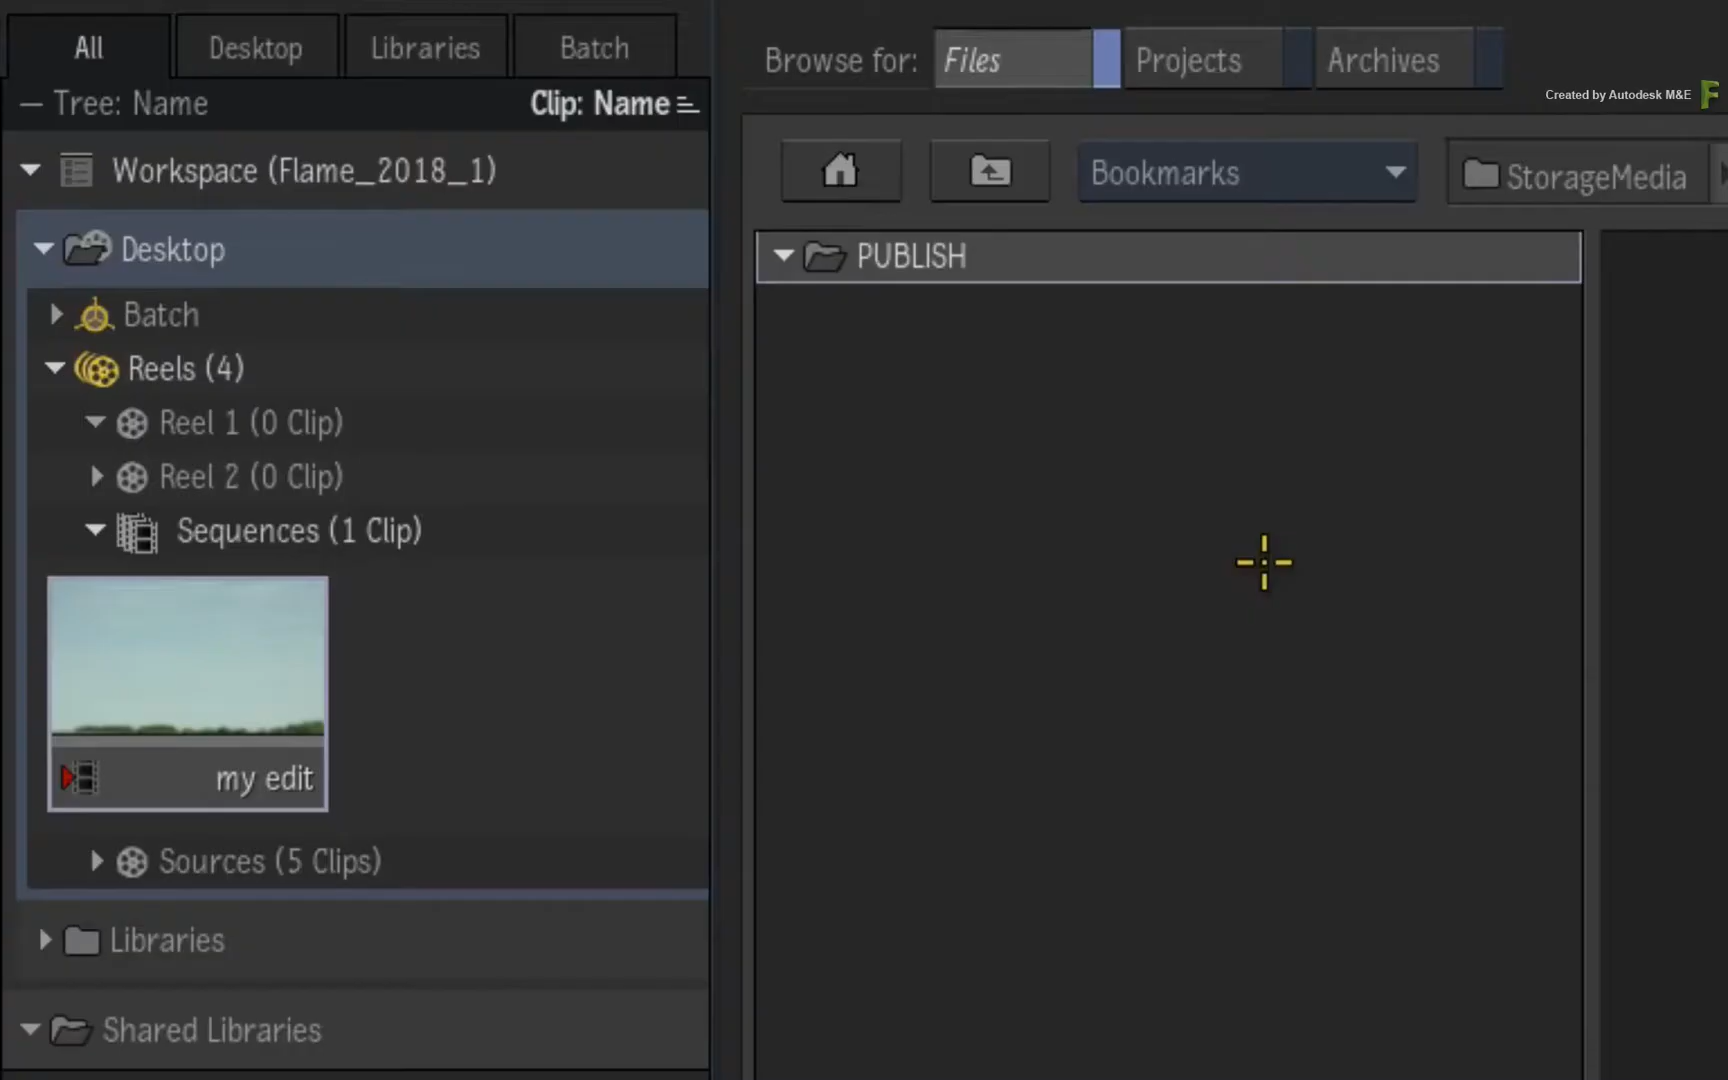 All
Desktop
Libraries
Batch
Tree: Name
Clip: Name
Workspace (Flame_2018_1)
Desktop
Batch
Reels (4)
Reel 1 (0 Clip)
Reel 2 (0 Clip)
Sequences (1 Clip)
my edit
Sources (5 Clips)
Libraries
Shared Libraries
Browse for:
Files
Projects
Archives
Created by Autodesk M&E
Bookmarks
StorageMedia
PUBLISH